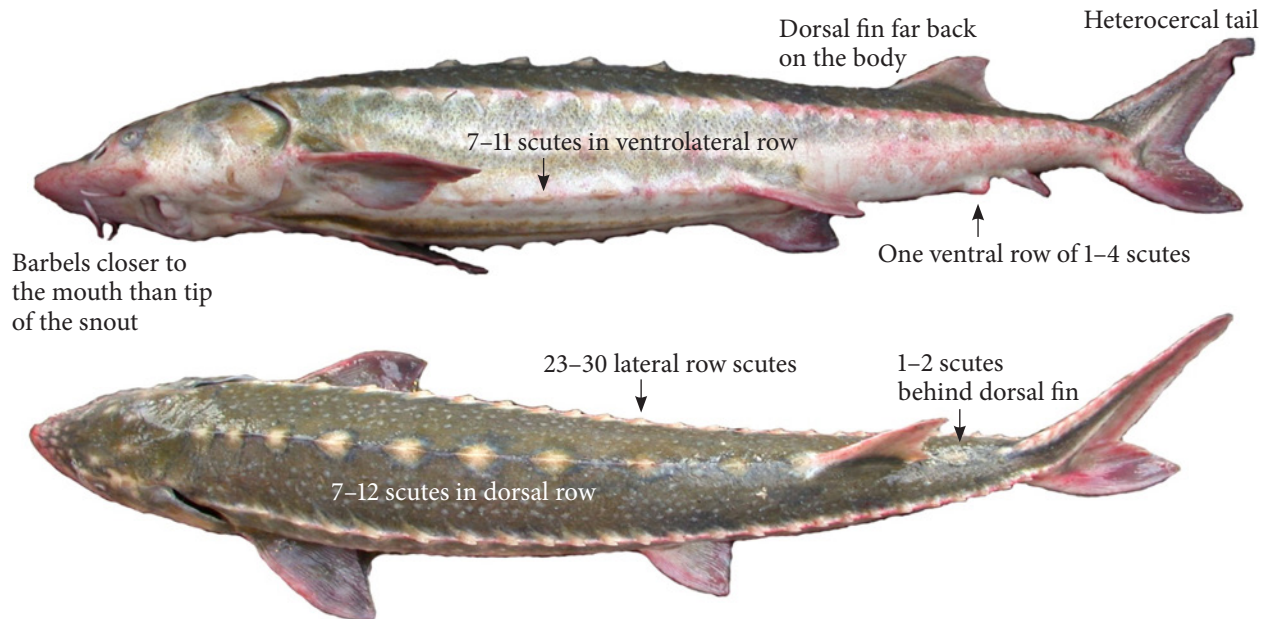 Heterocercal tail
Dorsal fin far back
on the body
7–11 scutes in ventrolateral row
One ventral row of 1–4 scutes
Barbels closer to
the mouth than tip
of the snout
23–30 lateral row scutes
1–2 scutes
behind dorsal fin
7–12 scutes in dorsal row